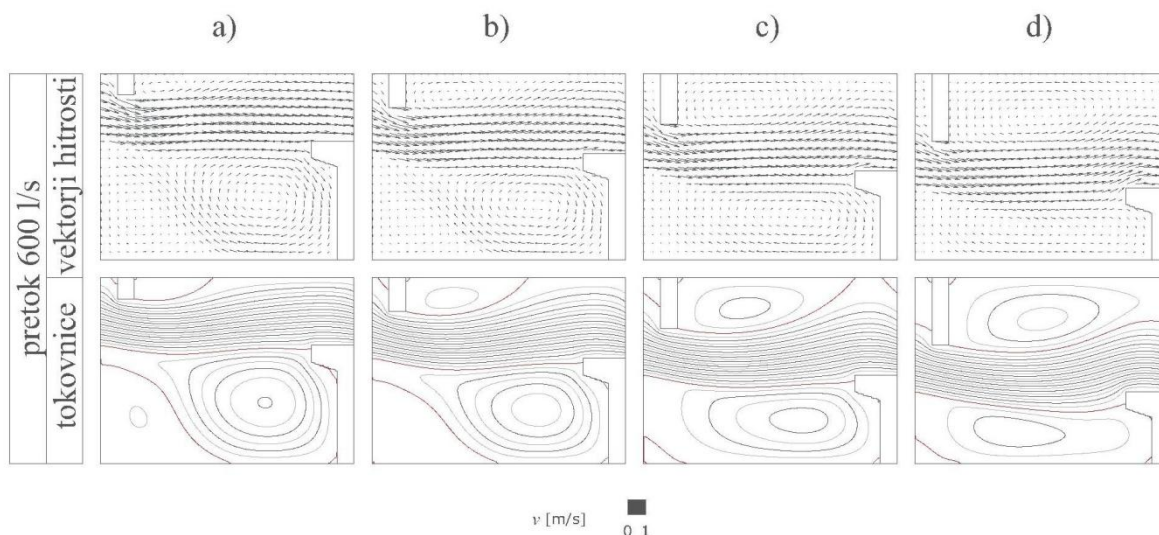 a) b) c) d)
pretok 600 l/s
vektorji hitrosti
tokovnice
v [m/s]
0 1